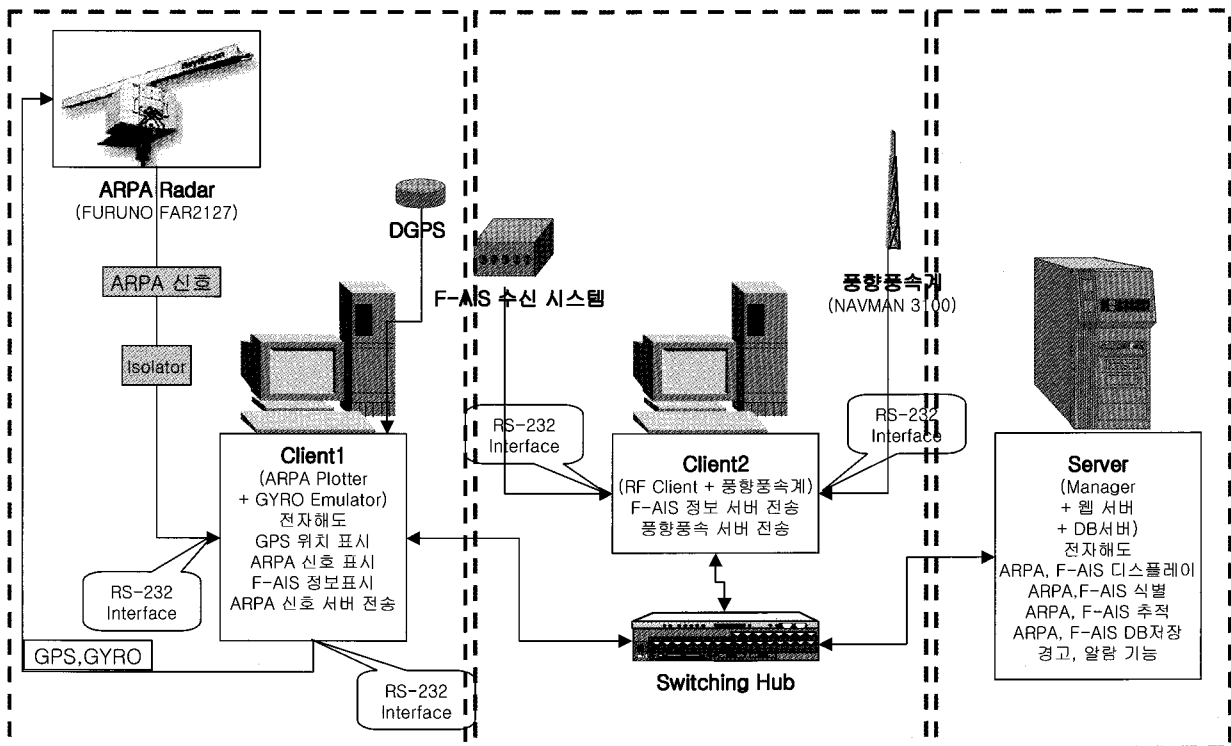 ARPA Radar
(FURUNO FAR2127)
ARPA 신호
Isolator
DGPS
Client1
(ARPA Plotter
+ GYRO Emulator)
전자해도
GPS 위치 표시
ARPA 신호 표시
F-AIS 정보표시
ARPA 신호 서버 전송
RS-232
Interface
GPS,GYRO
RS-232
Interface
F-AIS 수신 시스템
풍향풍속계
(NAVMAN 3100)
RS-232
Interface
RS-232
Interface
Client2
(RF Client + 풍향풍속계)
F-AIS 정보 서버 전송
풍향풍속 서버 전송
Switching Hub
Server
(Manager
+ 웹 서버
+ DB서버)
전자해도
ARPA, F-AIS 디스플레이
ARPA,F-AIS 식별
ARPA, F-AIS 추적
ARPA, F-AIS DB저장
경고, 알람 기능